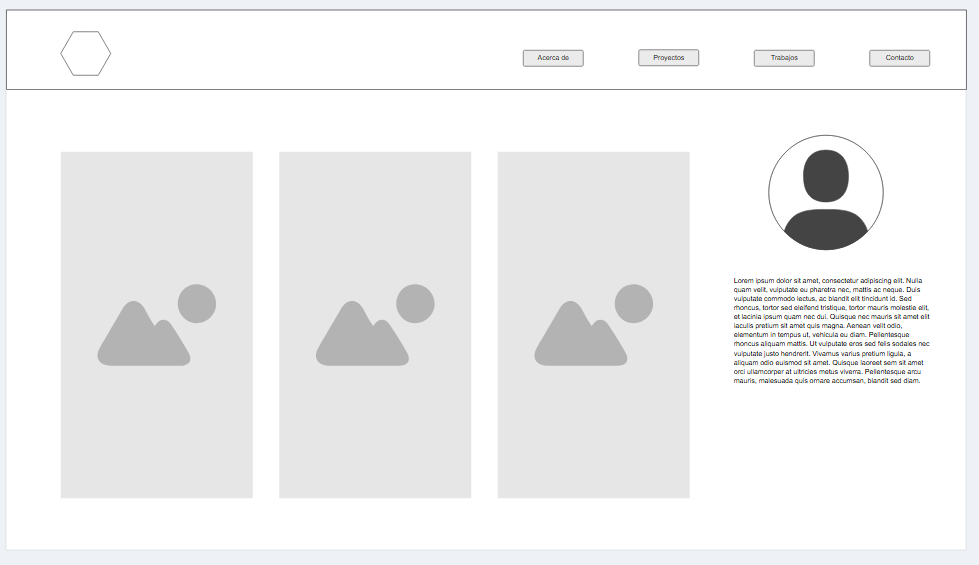 Acerca de
Proyectos
Trabajos
Contacto
Lorem ipsum dolor sit amet, consectetur adipiscing elit. Nulla
quam velit, vulputate eu pharetra nec, mattis ac neque. Duis
vulputate commodo lectus, ac blandit elit tincidunt id. Sed
rhoncus, tortor sed eleifend tristique, tortor mauris molestie elit,
et lacinia ipsum quam nec dui. Quisque nec mauris sit amet elit
iaculis pretium sit amet quis magna. Aenean velit odio,
elementum in tempus ut, vehicula eu diam. Pellentesque
rhoncus aliquam mattis. Ut vulputate eros sed felis sodales nec
vulputate justo hendrerit. Vivamus varius pretium ligula, a
aliquam odio euismod sit amet. Quisque laoreet sem sit amet
orci ullamcorper at ultricies metus viverra. Pellentesque arcu
mauris, malesuada quis ornare accumsan, blandit sed diam.